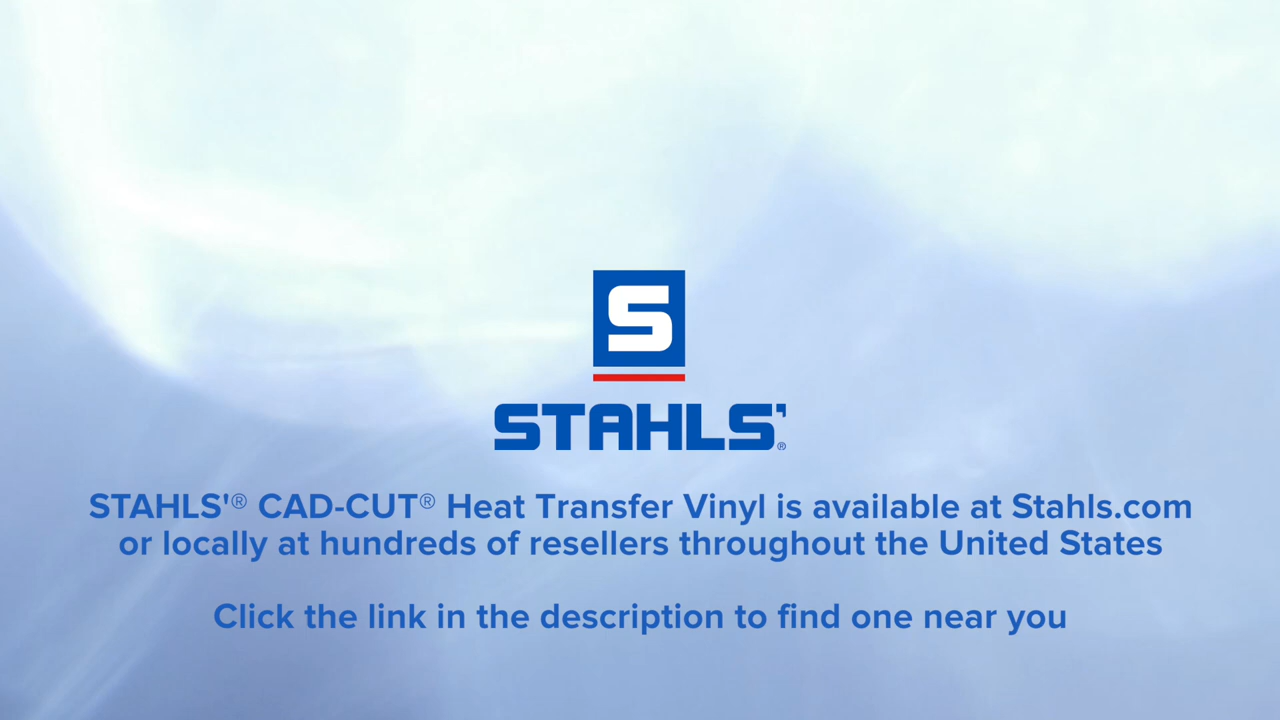 S
STAHLS'®
STAHLS'® CAD-CUT® Heat Transfer Vinyl is available at Stahls.com
or locally at hundreds of resellers throughout the United States
Click the link in the description to find one near you